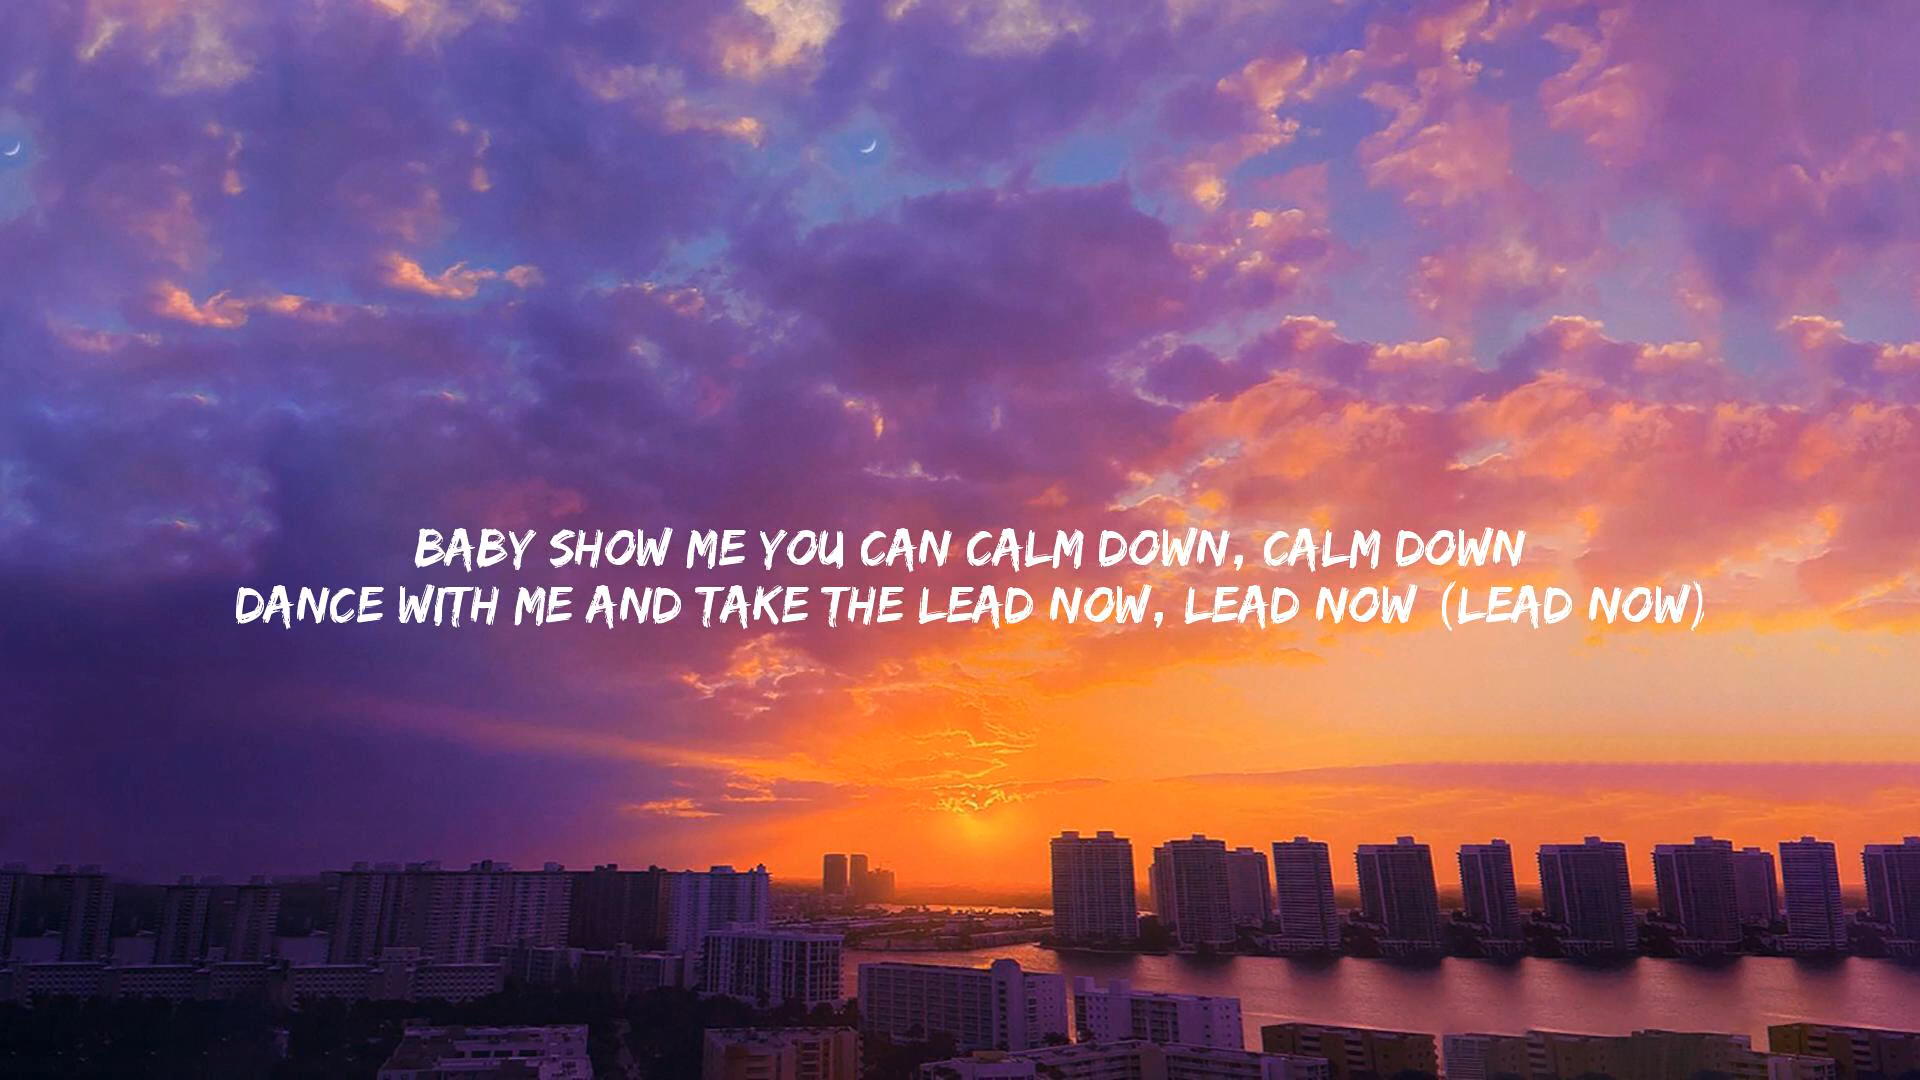 BABY SHOW ME YOU CAN CALM DOWN, CALM DOWN
DANCE WITH ME AND TAKE THE LEAD NOW, LEAD NOW (LEAD NOW)